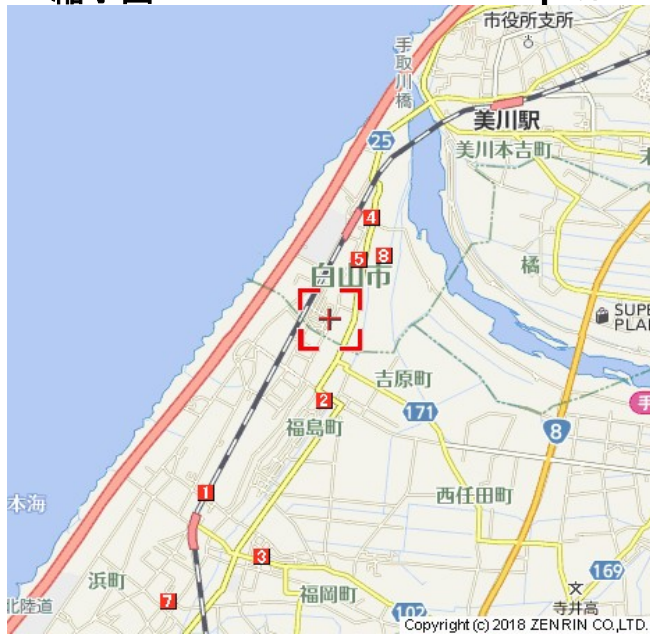 市役所支所
手取川橋
美川駅
25
美川本吉町
4
5
8
白山市
橘
SUPE
PLAI
吉原町
2
171
手
福島町
8
1
西任田町
本海
3
169
浜町
7
福岡町
寺井高
北陸道
102
Copyright (c) 2018 ZENRIN CO.,LTD.